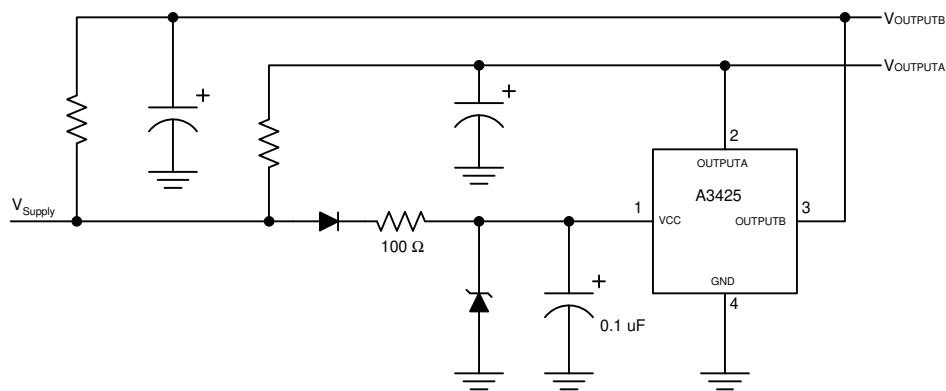 VOUTPUTB
VOUTPUTA
+
+
2
OUTPUTA
A3425
VSupply
1
VCC
OUTPUTB
3
100 Ω
GND
+
4
0.1 uF